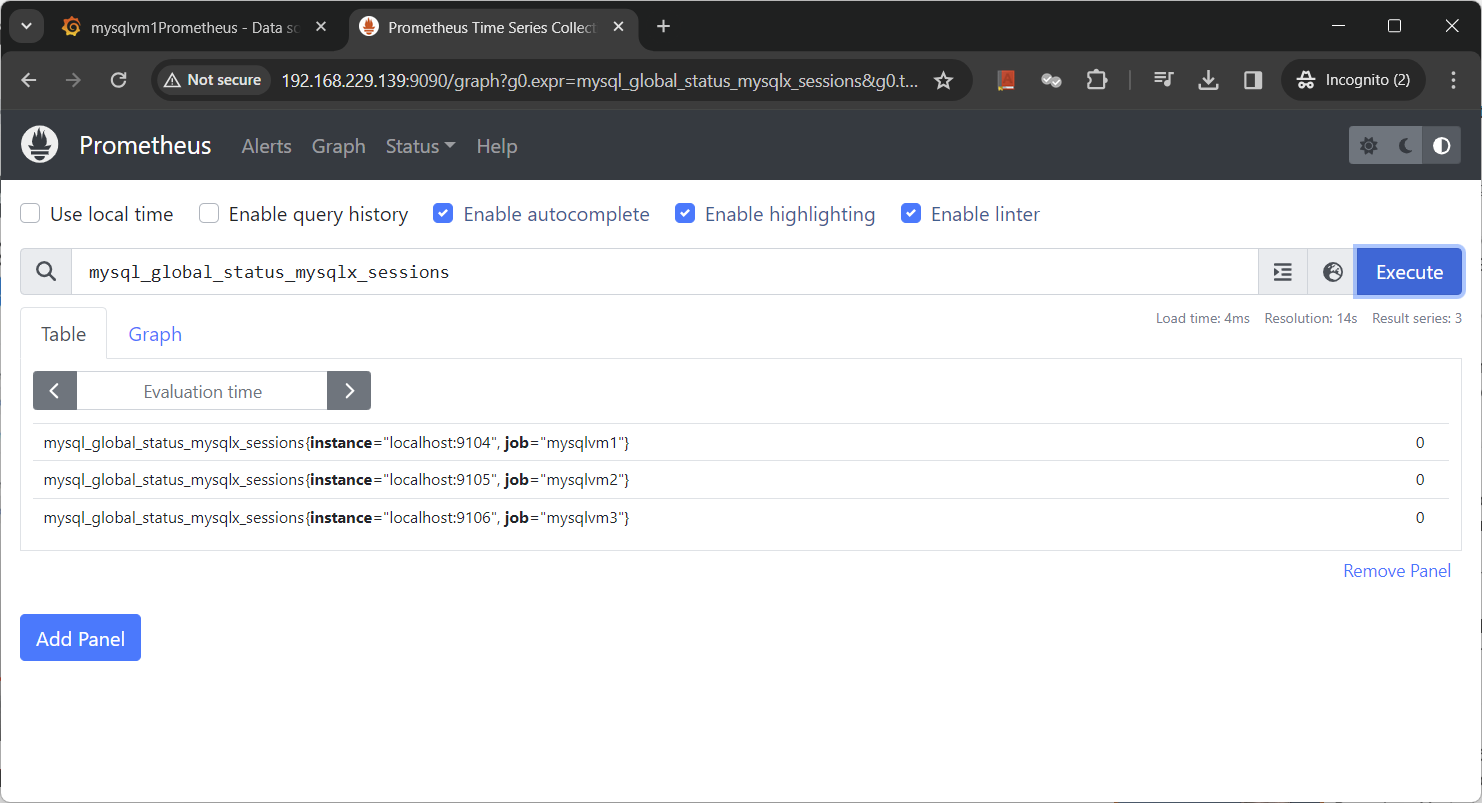 mysqlvm1Prometheus - Data so
Prometheus Time Series Collect
Not secure 192.168.229.139:9090/graph?g0.expr=mysql_global_status_mysqlx_sessions&g0.t... Incognito (2)
Prometheus Alerts Graph Status Help
Use local time Enable query history Enable autocomplete Enable highlighting Enable linter
mysql_global_status_mysqlx_sessions Execute
Table Graph Load time: 4ms Resolution: 14s Result series: 3
Evaluation time
mysql_global_status_mysqlx_sessions{instance="localhost:9104", job="mysqlvm1"} 0
mysql_global_status_mysqlx_sessions{instance="localhost:9105", job="mysqlvm2"} 0
mysql_global_status_mysqlx_sessions{instance="localhost:9106", job="mysqlvm3"} 0
Remove Panel
Add Panel